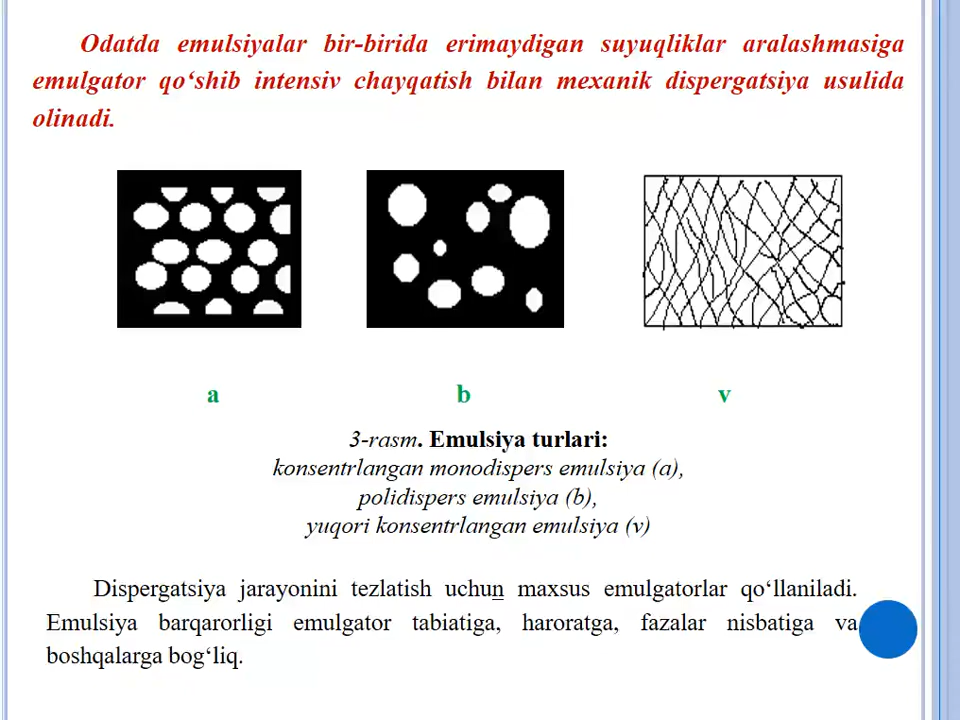 Odatda emulsiyalar bir-birida erimaydigan suyuqliklar aralashmasiga
emulgator qo‘shib intensiv chayqatish bilan mexanik dispergatsiya usulida
olinadi.
a b v
3-rasm. Emulsiya turlari:
konsentrlangan monodispers emulsiya (a),
polidispers emulsiya (b),
yuqori konsentrlangan emulsiya (v)
Dispergatsiya jarayonini tezlatish uchun maxsus emulgatorlar qo‘llaniladi.
Emulsiya barqarorligi emulgator tabiatiga, haroratga, fazalar nisbatiga va
boshqalarga bog‘liq.